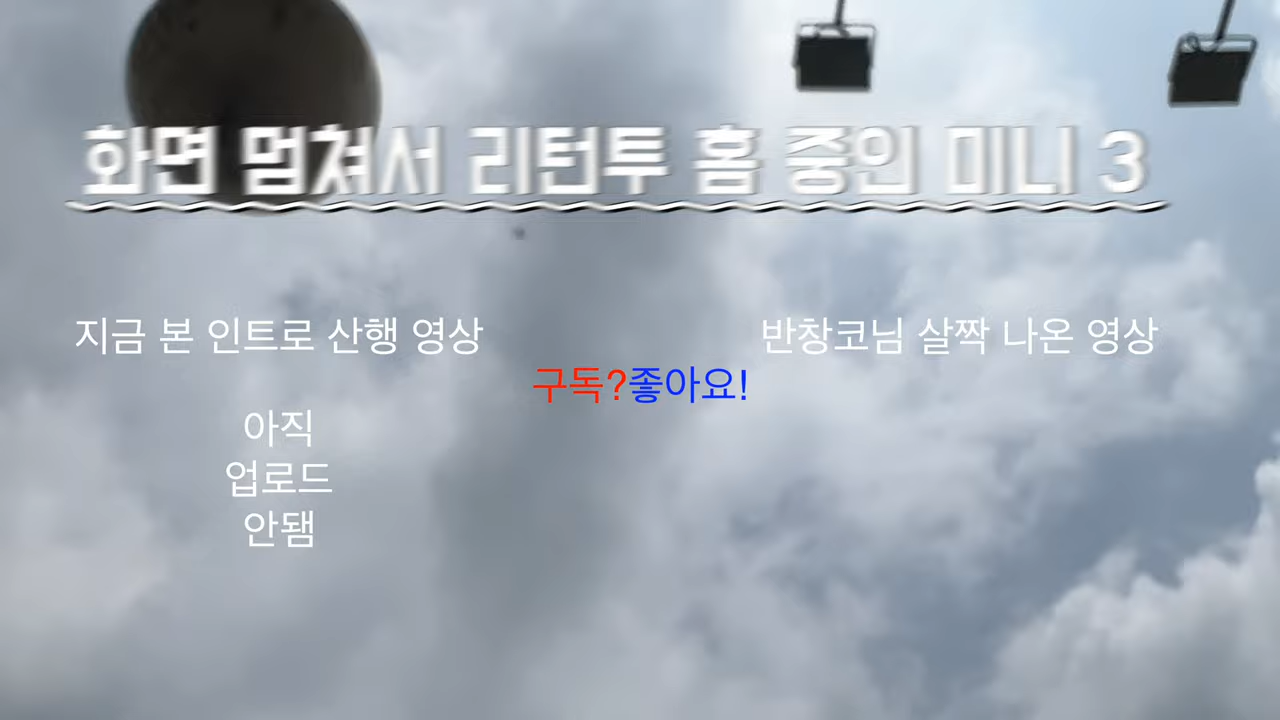 화면 멈쳐서 리턴투 홈 중인 미니 3
지금 본 인트로 산행 영상
반창코님 살짝 나온 영상
구독?좋아요!
아직
업로드
안됌